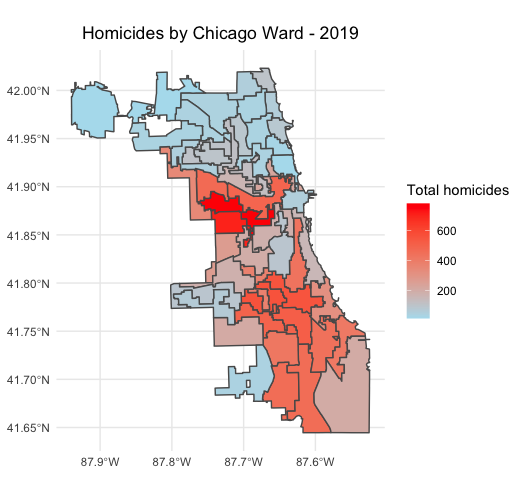 Homicides by Chicago Ward - 2019
42.00°N
41.95°N
41.90°N
41.85°N
41.80°N
41.75°N
41.70°N
41.65°N
87.9°W
87.8°W
87.7°W
87.6°W
Total homicides
600
400
200